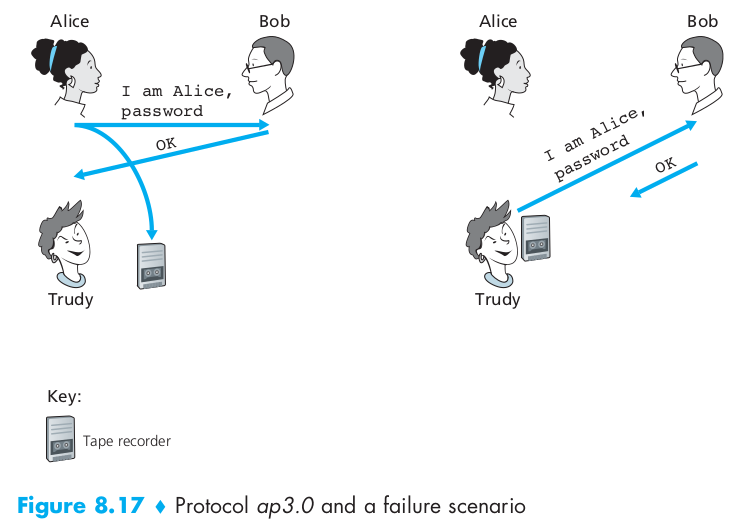 Alice
Bob
I am Alice,
password
OK
Trudy
Alice
Bob
I am Alice,
password
OK
Trudy
Key:
Tape recorder
Figure 8.17 ♦ Protocol ap3.0 and a failure scenario